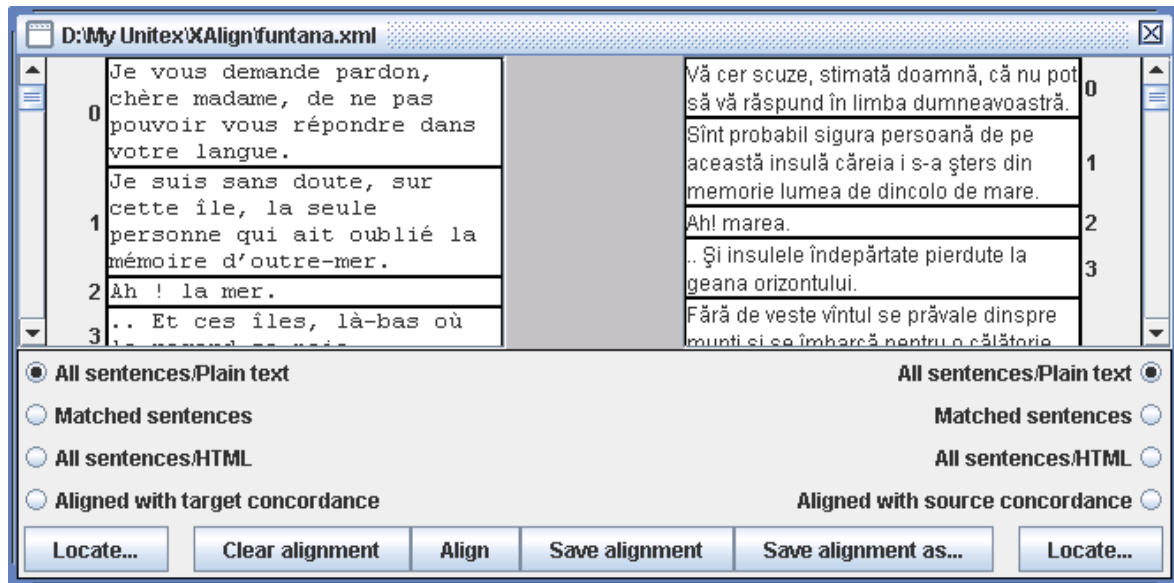 D:\My Unitex\XAlign\funtana.xml
0
Je vous demande pardon,
chère madame, de ne pas
pouvoir vous répondre dans
votre langue.
1
Je suis sans doute, sur
cette île, la seule
personne qui ait oublié la
mémoire d'outre-mer.
2
Ah ! la mer.
3
.. Et ces îles, là-bas où
Vă cer scuze, stimată doamnă, că nu pot
să vă răspund în limba dumneavoastră.
0
Sînt probabil sigura persoană de pe
această insulă căreia i s-a şters din
memorie lumea de dincolo de mare.
1
Ah! marea.
2
.. Şi insulele îndepărtate pierdute la
geana orizontului.
3
Fără de veste vîntul se prăvale dinspre
munţi şi se îmbarcă pentru o călătorie
All sentences/Plain text
All sentences/Plain text
Matched sentences
Matched sentences
All sentences/HTML
All sentences/HTML
Aligned with target concordance
Aligned with source concordance
Locate...
Clear alignment
Align
Save alignment
Save alignment as...
Locate...